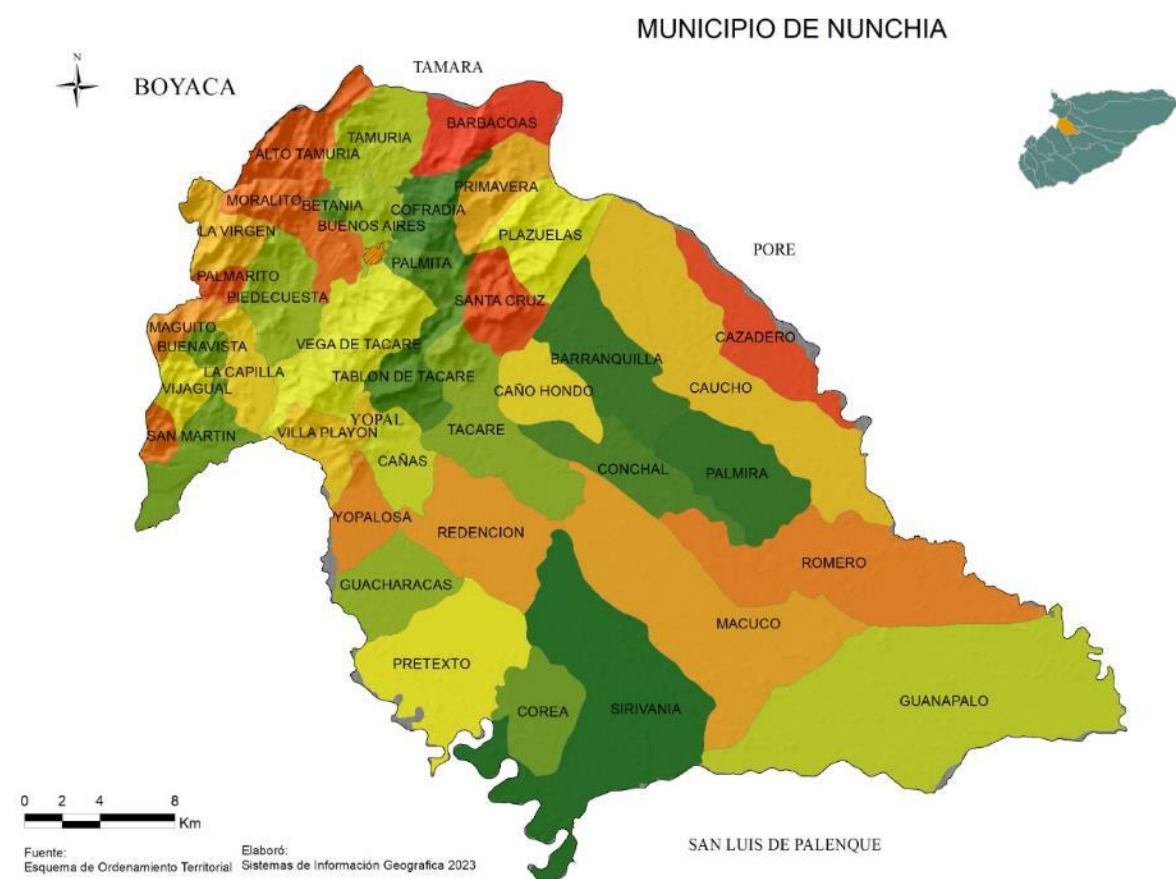 MUNICIPIO DE NUNCHIA
N
TAMARA
BOYACA
BARBACOAS
TAMURIA
ALTO TAMURIA
PRIMAVERA
MORALITO
BETANIA
COFRADIA
BUENOS AIRES
LA VIRGEN
PLAZUELAS
PORE
PALMITA
PALMARITO
PIEDECUESTA
SANTA CRUZ
MAGUITO
CAZADERO
BUENAVISTA
VEGA DE TACARE
BARRANQUILLA
LA CAPILLA
TABLON DE TACARE
VIJAGUAL
CAÑO HONDO
CAUCHO
YOPAL
SAN MARTIN
VILLA PLAYON
TACARE
CAÑAS
CONCHAL
PALMIRA
YOPALOSA
REDENCION
ROMERO
GUACHARACAS
MACUCO
PRETEXTO
GUANAPALO
COREA
SIRIVANIA
0 2 4 8
Km
SAN LUIS DE PALENQUE
Fuente:
Esquema de Ordenamiento Territorial
Elaboró:
Sistemas de Información Geografica 2023